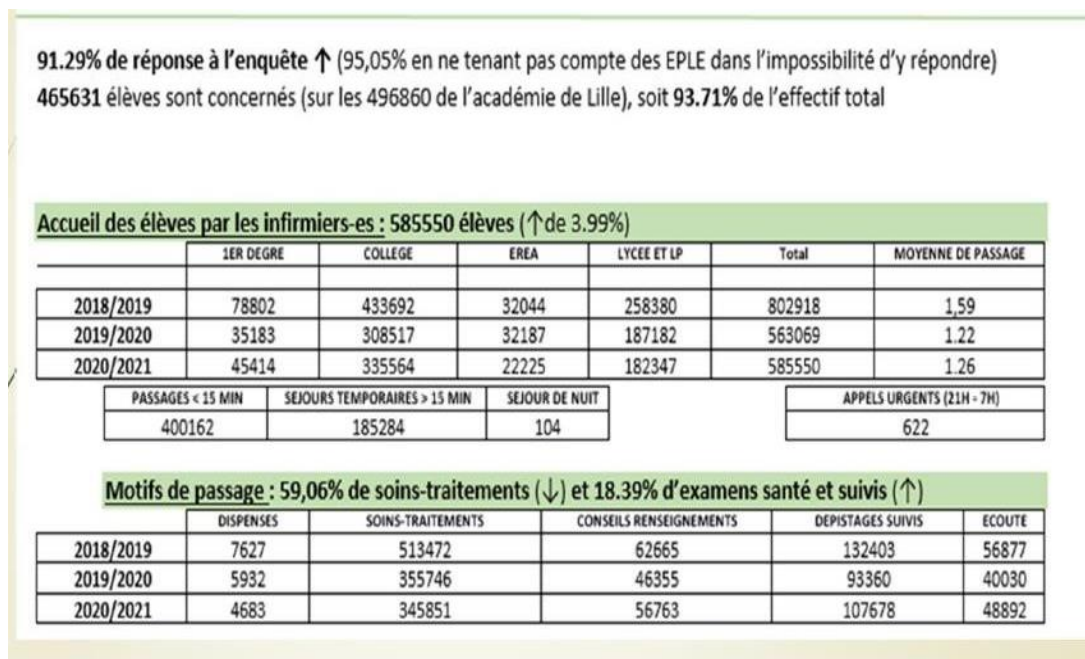 91.29% de réponse à l'enquête ↑ (95,05% en ne tenant pas compte des EPLE dans l'impossibilité d'y répondre)
465631 élèves sont concernés (sur les 496860 de l'académie de Lille), soit 93.71% de l'effectif total
Accueil des élèves par les infirmiers-es : 585550 élèves (↑de 3.99%)
1ER DEGRE COLLEGE EREA LYCEE ET LP Total MOYENNE DE PASSAGE
2018/2019 78802 433692 32044 258380 802918 1,59
2019/2020 35183 308517 32187 187182 563069 1.22
2020/2021 45414 335564 22225 182347 585550 1.26
PASSAGES < 15 MIN SEJOURS TEMPORAIRES > 15 MIN SEJOUR DE NUIT APPELS URGENTS (21H - 7H)
400162 185284 104 622
Motifs de passage : 59,06% de soins-traitements (↓) et 18.39% d'examens santé et suivis (↑)
DISPENSES SOINS-TRAITEMENTS CONSEILS RENSEIGNEMENTS DEPISTAGES SUIVIS ECOUTE
2018/2019 7627 513472 62665 132403 56877
2019/2020 5932 355746 46355 93360 40030
2020/2021 4683 345851 56763 107678 48892